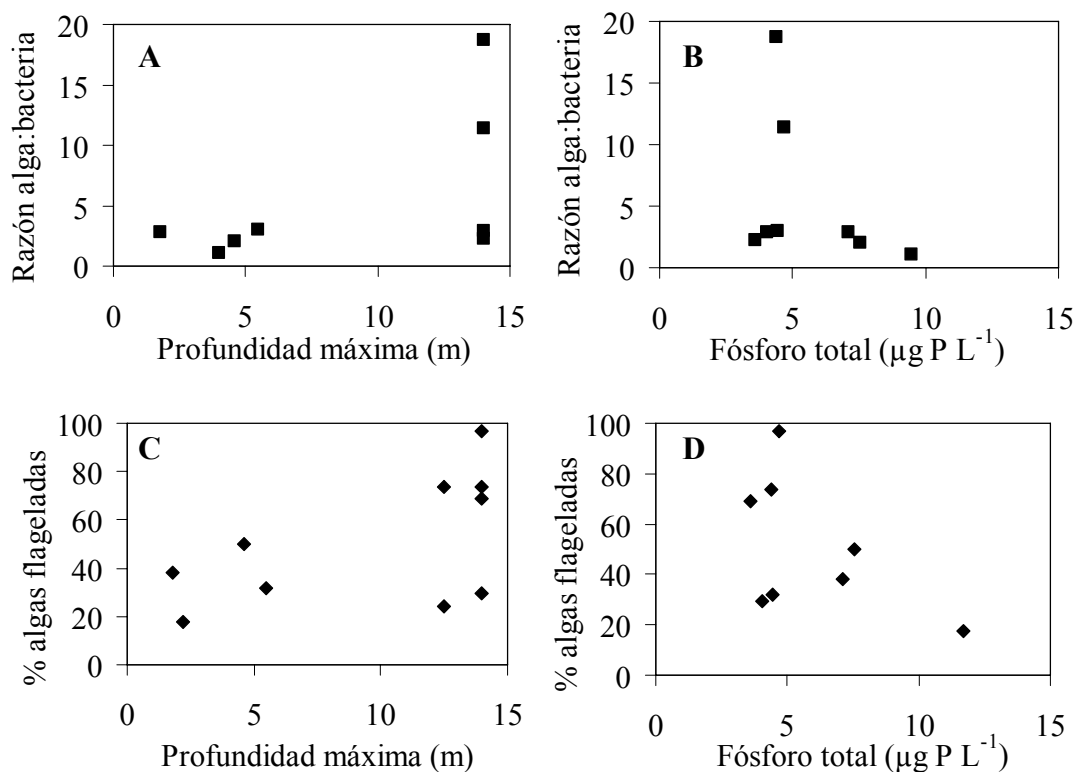 A
Razón alga:bacteria
20
15
10
5
0
0 5 10 15
Profundidad máxima (m)
B
Razón alga:bacteria
20
15
10
5
0
0 5 10 15
Fósforo total (µg P L-1)
C
% algas flageladas
100
80
60
40
20
0
0 5 10 15
Profundidad máxima (m)
D
% algas flageladas
100
80
60
40
20
0
0 5 10 15
Fósforo total (µg P L-1)